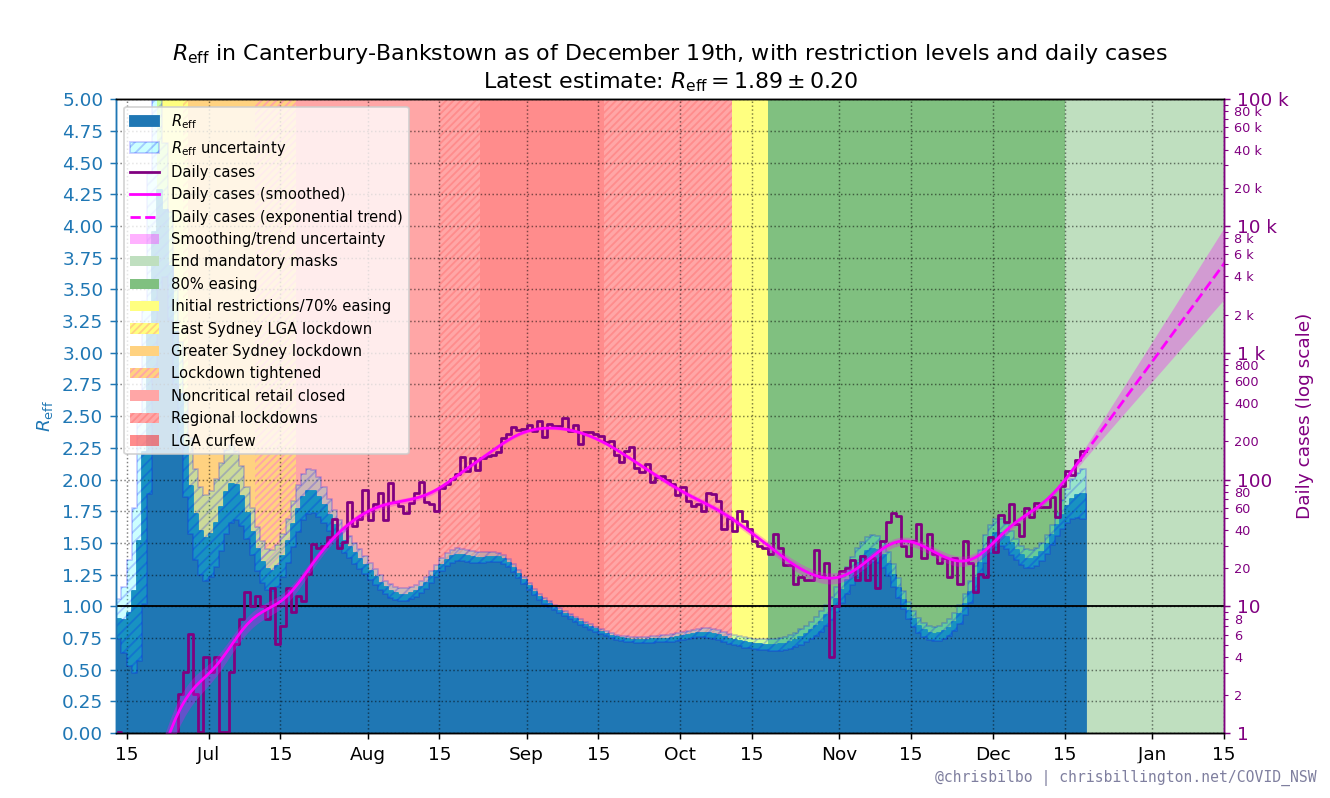 R_eff in Canterbury-Bankstown as of December 19th, with restriction levels and daily cases
Latest estimate: R_eff = 1.89 ± 0.20
R_eff
R_eff uncertainty
Daily cases
Daily cases (smoothed)
Daily cases (exponential trend)
Smoothing/trend uncertainty
End mandatory masks
80% easing
Initial restrictions/70% easing
East Sydney LGA lockdown
Greater Sydney lockdown
Lockdown tightened
Noncritical retail closed
Regional lockdowns
LGA curfew
R_eff
5.00
4.75
4.50
4.25
4.00
3.75
3.50
3.25
3.00
2.75
2.50
2.25
2.00
1.75
1.50
1.25
1.00
0.75
0.50
0.25
0.00
15 Jul 15 Aug 15 Sep 15 Oct 15 Nov 15 Dec 15 Jan 15
100 k
80 k
60 k
40 k
20 k
10 k
8 k
6 k
4 k
2 k
1 k
800
600
400
200
100
80
60
40
20
10
8
6
4
2
1
Daily cases (log scale)
@chrisbilbo | chrisbillington.net/COVID_NSW